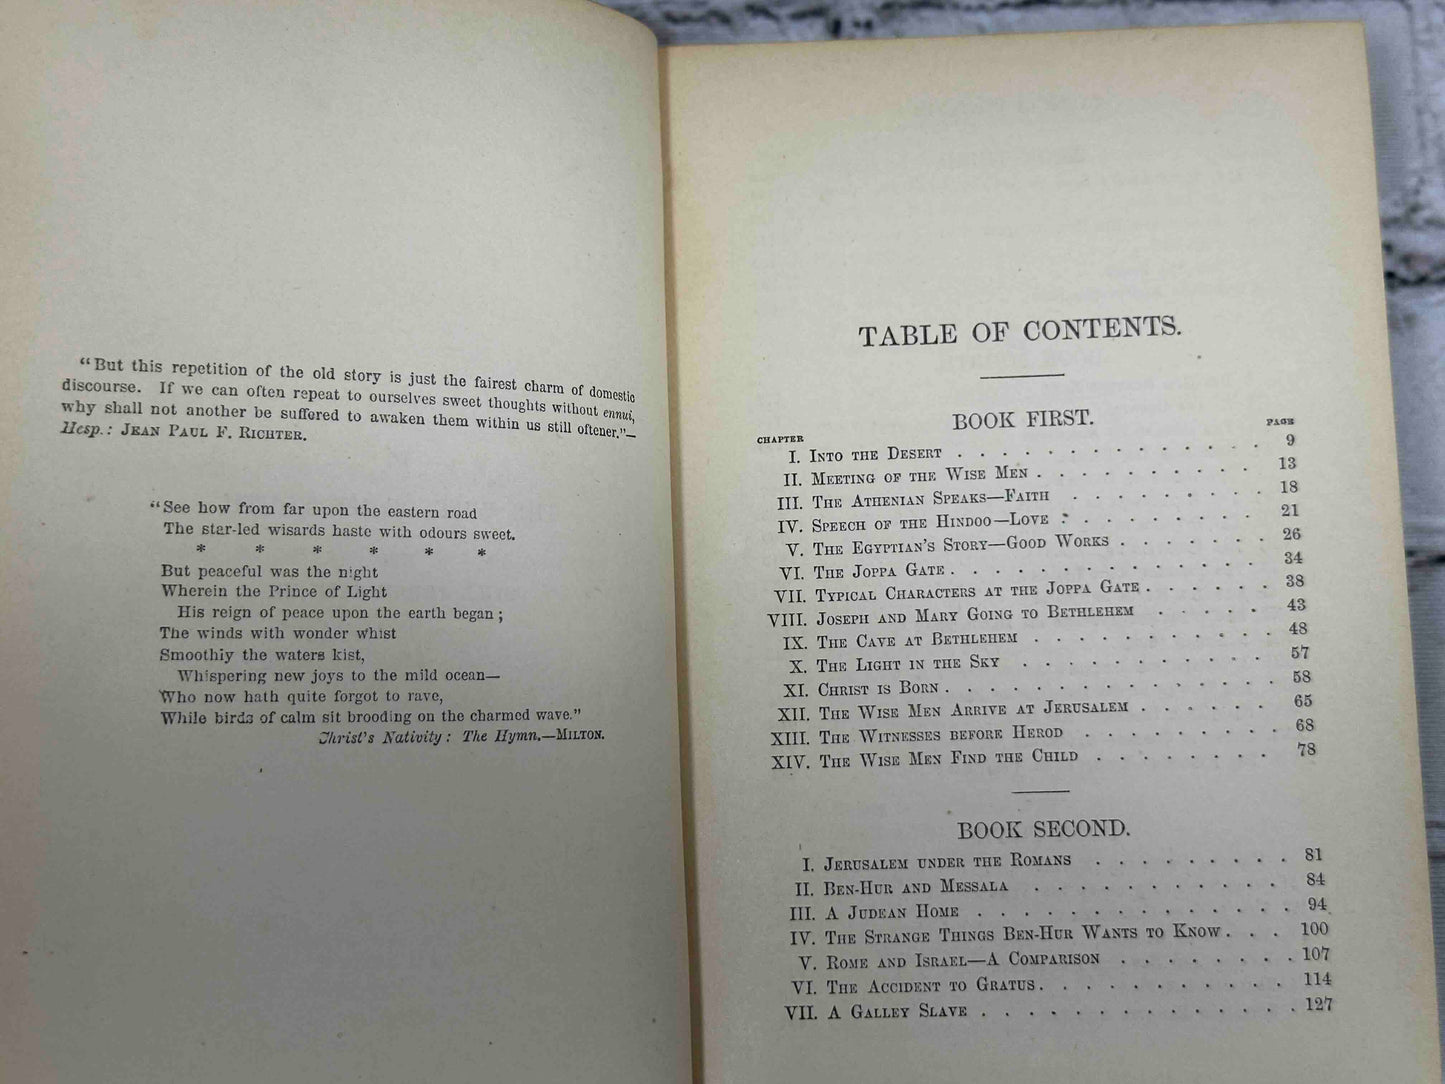 “But this repetition of the old story is just the fairest charm of domestic
discourse. If we can often repeat to ourselves sweet thoughts without ennui,
why shall not another be suffered to awaken them within us still oftener.”—
Hesp.: JEAN PAUL F. RICHTER.
“See how from far upon the eastern road
The star-led wisards haste with odours sweet.
* * * * * *
But peaceful was the night
Wherein the Prince of Light
His reign of peace upon the earth began;
The winds with wonder whist
Smoothly the waters kist,
Whispering new joys to the mild ocean—
Who now hath quite forgot to rave,
While birds of calm sit brooding on the charmed wave.”
Christ's Nativity: The Hymn.—MILTON.
TABLE OF CONTENTS.
BOOK FIRST.
CHAPTER PAGE
I. INTO THE DESERT . . . . . . . . . . . . . 9
II. MEETING OF THE WISE MEN . . . . . . . . . . 13
III. THE ATHENIAN SPEAKS—FAITH . . . . . . . . . 18
IV. SPEECH OF THE HINDOO—LOVE . . . . . . . . . 21
V. THE EGYPTIAN'S STORY—GOOD WORKS . . . . . . . 26
VI. THE JOPPA GATE . . . . . . . . . . . . . . 34
VII. TYPICAL CHARACTERS AT THE JOPPA GATE . . . . . . 38
VIII. JOSEPH AND MARY GOING TO BETHLEHEM . . . . . 43
IX. THE CAVE AT BETHLEHEM . . . . . . . . . . . 48
X. THE LIGHT IN THE SKY . . . . . . . . . . . 57
XI. CHRIST IS BORN . . . . . . . . . . . . . . 58
XII. THE WISE MEN ARRIVE AT JERUSALEM . . . . . . 65
XIII. THE WITNESSES BEFORE HEROD . . . . . . . . . 68
XIV. THE WISE MEN FIND THE CHILD . . . . . . . . 78
BOOK SECOND.
I. JERUSALEM UNDER THE ROMANS . . . . . . . . . 81
II. BEN-HUR AND MESSALA . . . . . . . . . . . 84
III. A JUDEAN HOME . . . . . . . . . . . . . . 94
IV. THE STRANGE THINGS BEN-HUR WANTS TO KNOW . . . 100
V. ROME AND ISRAEL—A COMPARISON . . . . . . . . 107
VI. THE ACCIDENT TO GRATUS . . . . . . . . . . . 114
VII. A GALLEY SLAVE . . . . . . . . . . . . . . 127